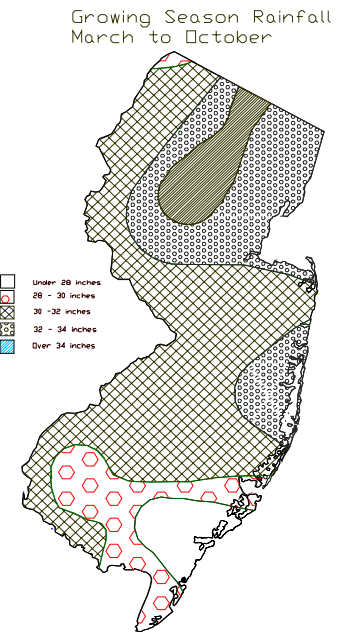 Growing Season Rainfall
March to October
Under 28 inches
28 - 30 inches
30 -32 inches
32 - 34 inches
Over 34 inches